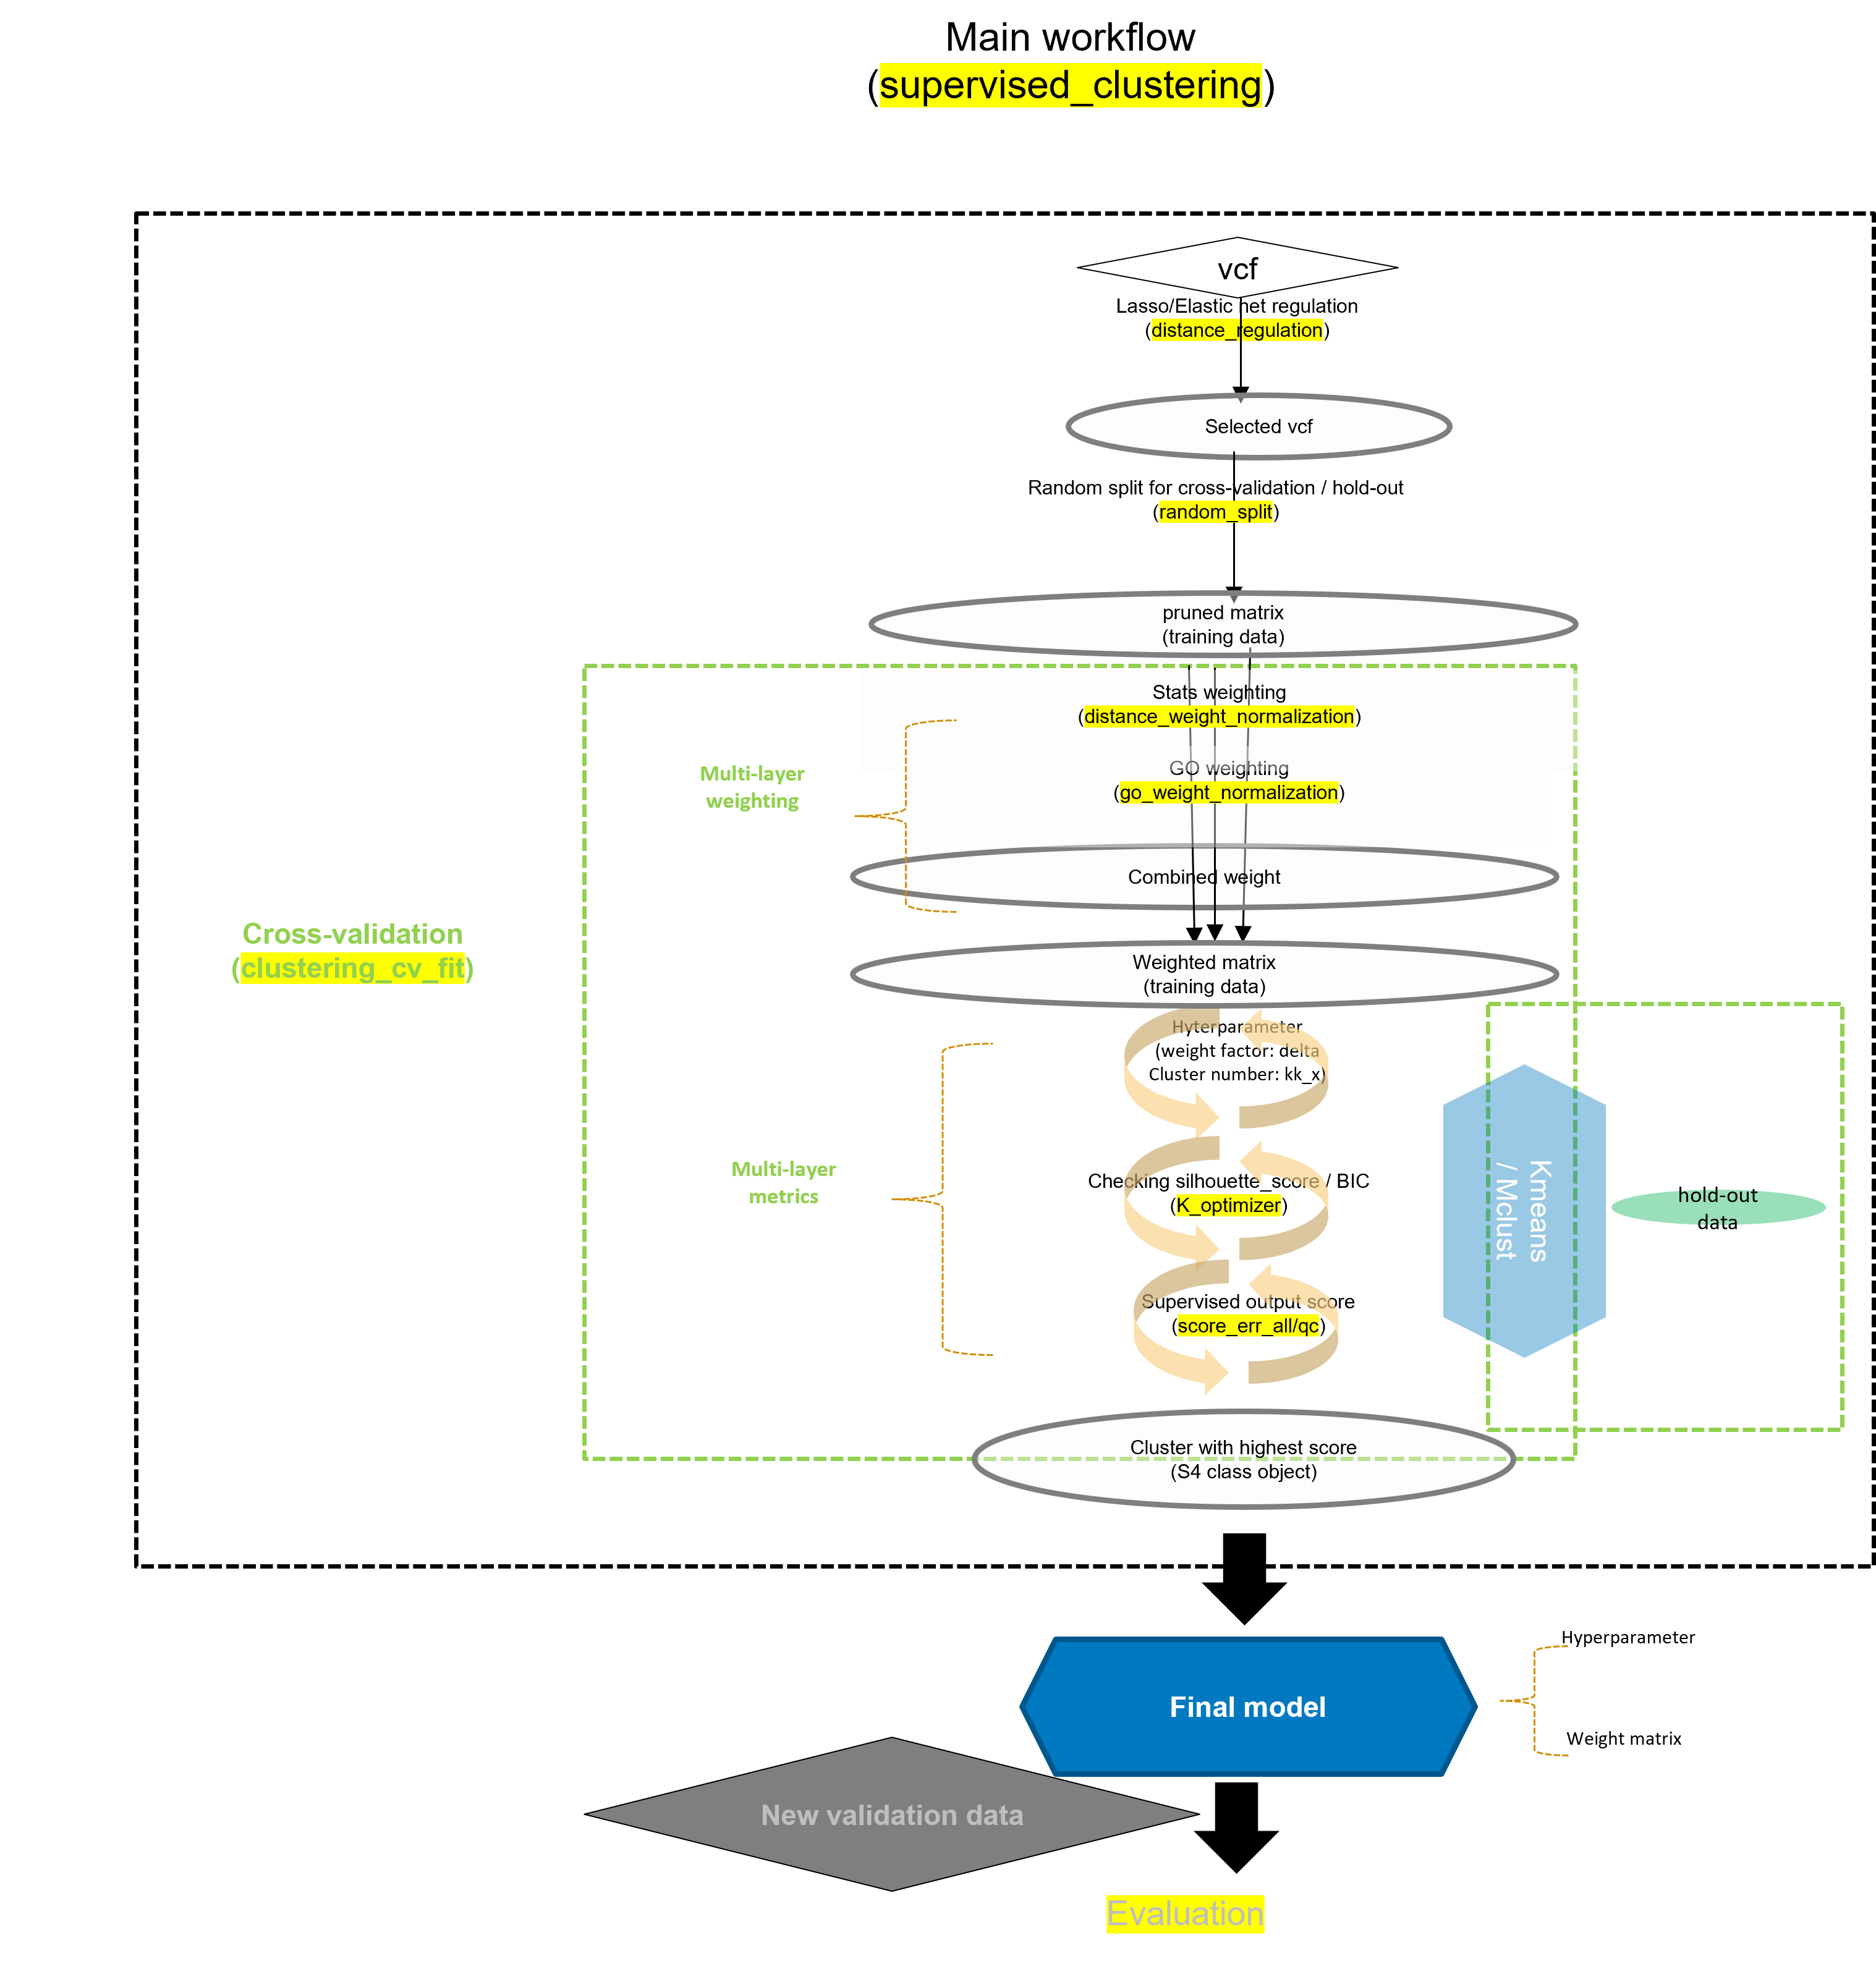 Main workflow
(supervised_clustering)
vcf
Lasso/Elastic net regulation
(distance_regulation)
Selected vcf
Random split for cross-validation / hold-out
(random_split)
pruned matrix
(training data)
Stats weighting
(distance_weight_normalization)
GO weighting
(go_weight_normalization)
Multi-layer
weighting
Combined weight
Cross-validation
(clustering_cv_fit)
Weighted matrix
(training data)
Hyterparameter
(weight factor: delta
Cluster number: kk_x)
Multi-layer
metrics
Checking silhouette_score / BIC
(K_optimizer)
Kmeans
/ Mclust
hold-out
data
Supervised output score
(score_err_all/qc)
Cluster with highest score
(S4 class object)
Final model
Hyperparameter
Weight matrix
New validation data
Evaluation